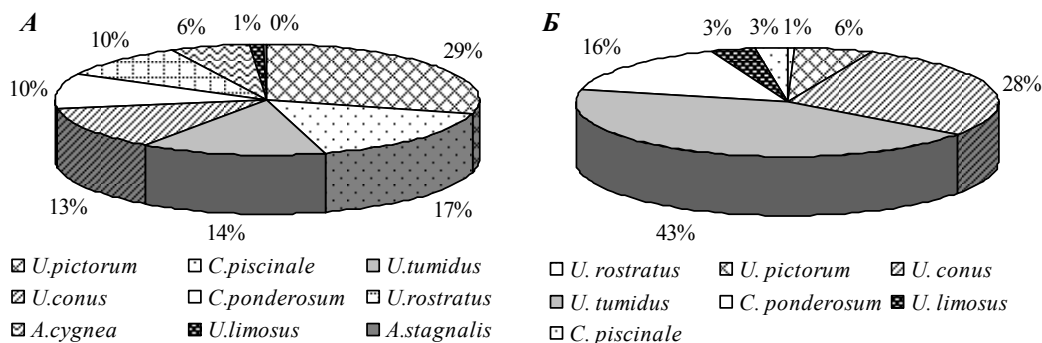 А 6% 1% 0% Б 3% 3% 1% 6%
10% 29% 16%
10% 28%
13% 14% 17% 43%
U.pictorum C.piscinale U.tumidus
U.conus C.ponderosum U.rostratus
A.cygnea U.limosus A.stagnalis
U. rostratus U. pictorum U. conus
U. tumidus C. ponderosum U. limosus
C. piscinale